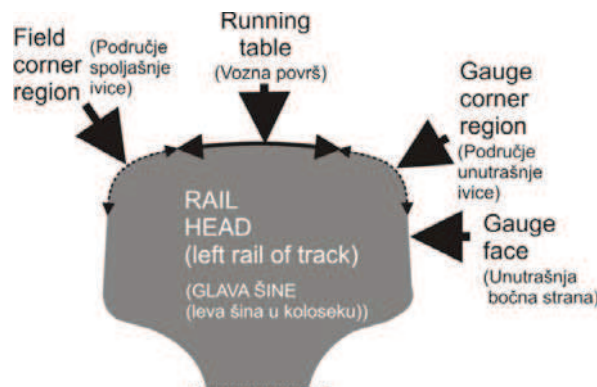 Field
corner
region
(Područje
spoljašnje
ivice)
Running
table
(Vozna površ)
Gauge
corner
region
(Područje
unutrašnje
ivice)
Gauge
face
(Unutrašnja
bočna strana)
RAIL
HEAD
(left rail of track)
(GLAVA ŠINE
(leva šina u koloseku))